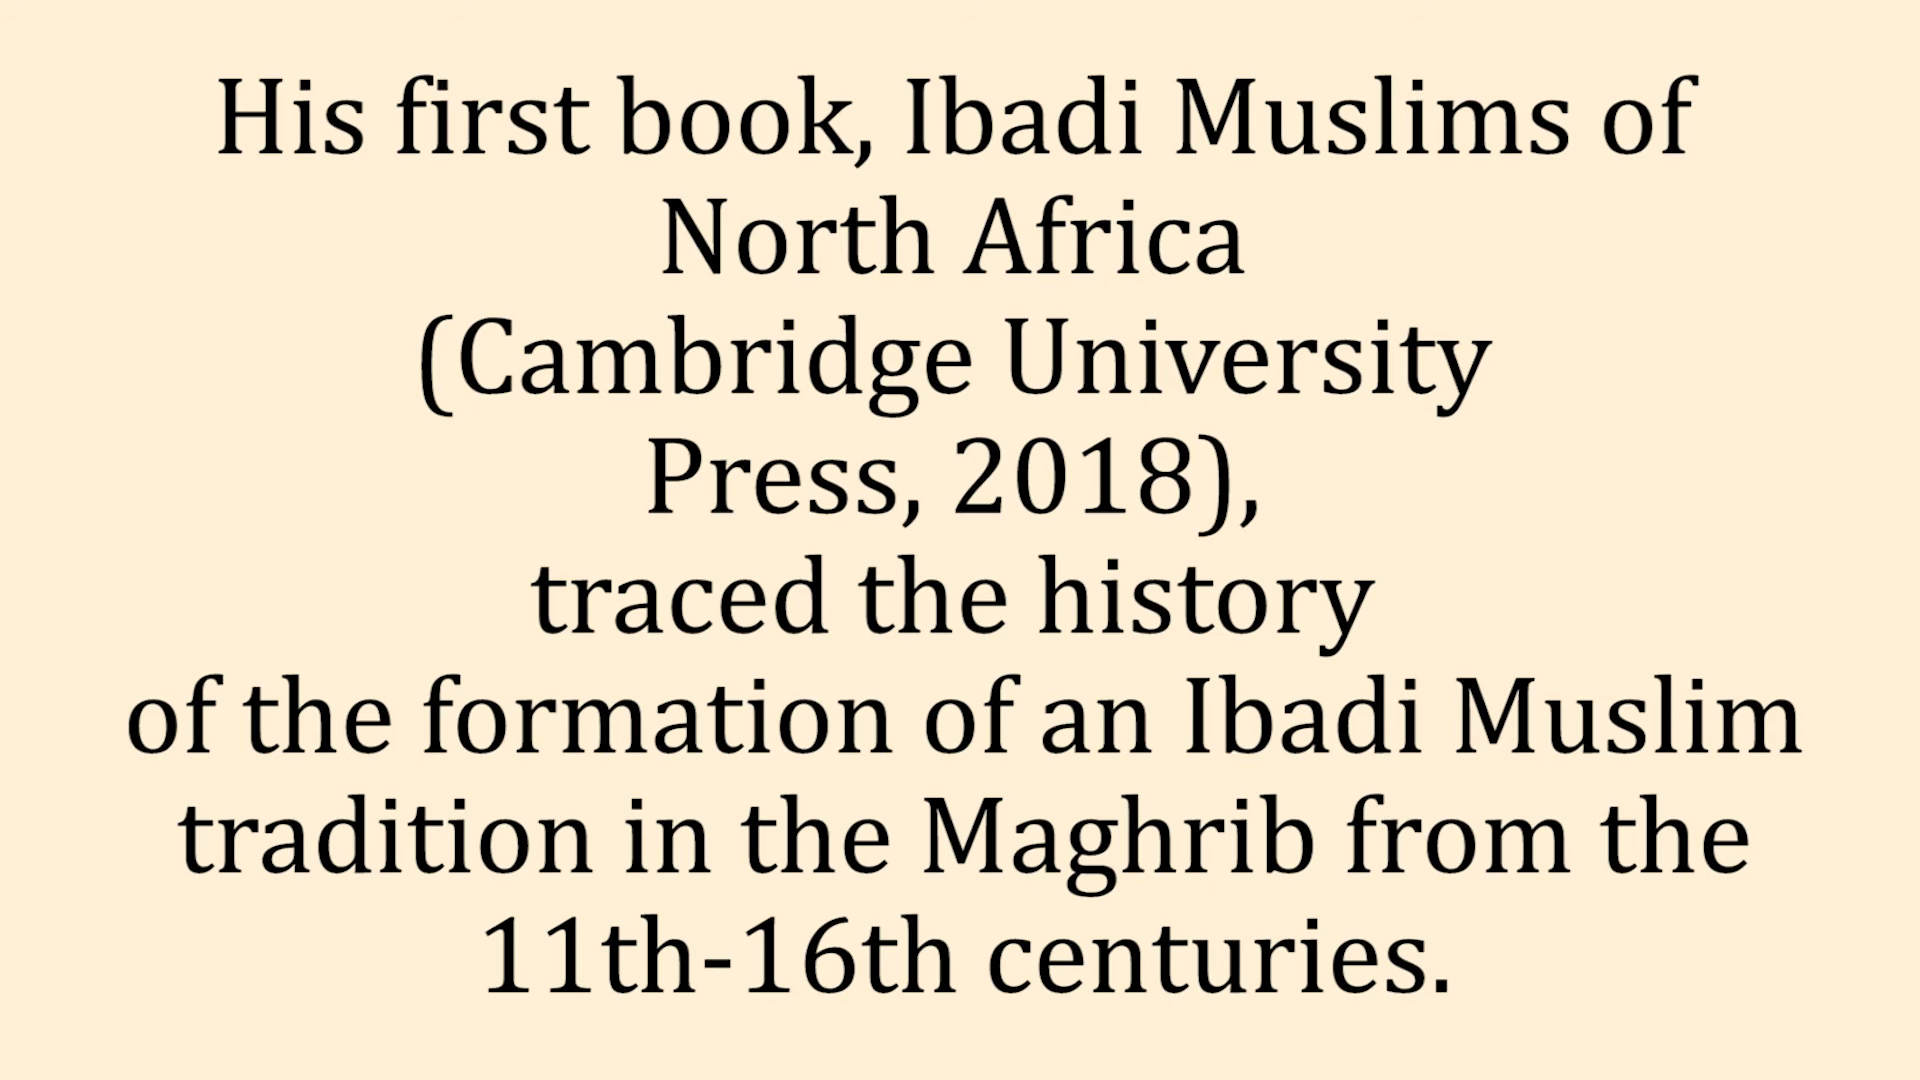 His first book, Ibadi Muslims of
North Africa
(Cambridge University
Press, 2018),
traced the history
of the formation of an Ibadi Muslim
tradition in the Maghrib from the
11th-16th centuries.